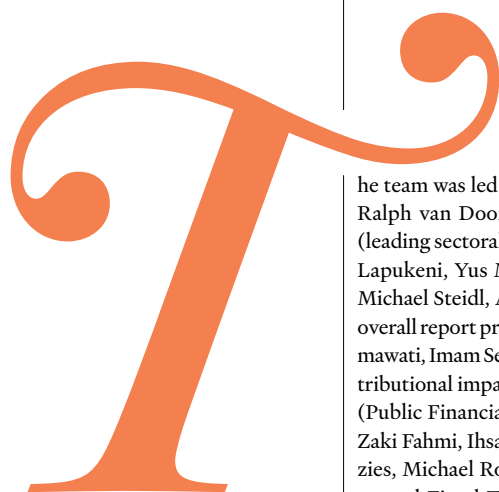 T
he team was led
Ralph van Door
(leading sectoral
Lapukeni, Yus M
Michael Steidl, A
overall report pr
mawati, Imam Se
tributional impa
(Public Financia
Zaki Fahmi, Ihsa
zies, Michael Ro